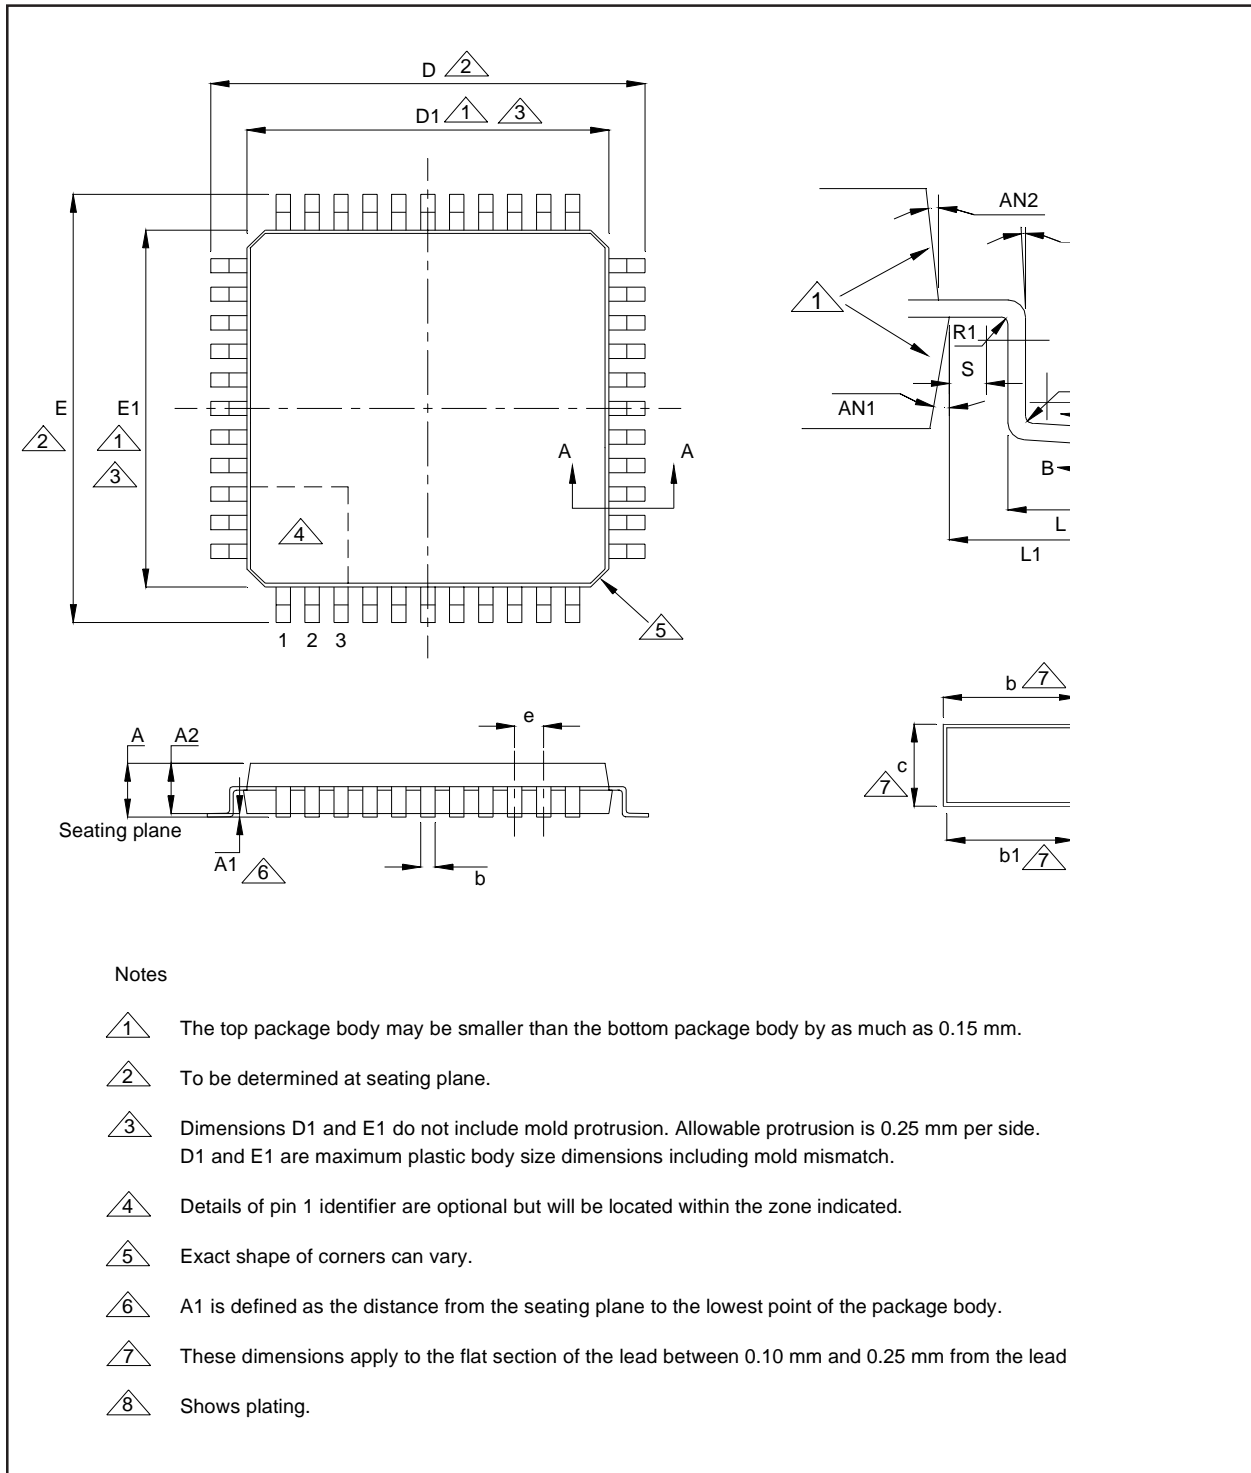 D 2
D1 1 3
AN2
1
R1
S
E E1
AN1
2 1
3
A A
B
4
L
L1
5
1 2 3
b 7
e
A A2
c
7
Seating plane
A1 6
b
b1 7
Notes
1 The top package body may be smaller than the bottom package body by as much as 0.15 mm.
2 To be determined at seating plane.
3 Dimensions D1 and E1 do not include mold protrusion. Allowable protrusion is 0.25 mm per side.
D1 and E1 are maximum plastic body size dimensions including mold mismatch.
4 Details of pin 1 identifier are optional but will be located within the zone indicated.
5 Exact shape of corners can vary.
6 A1 is defined as the distance from the seating plane to the lowest point of the package body.
7 These dimensions apply to the flat section of the lead between 0.10 mm and 0.25 mm from the lead
8 Shows plating.